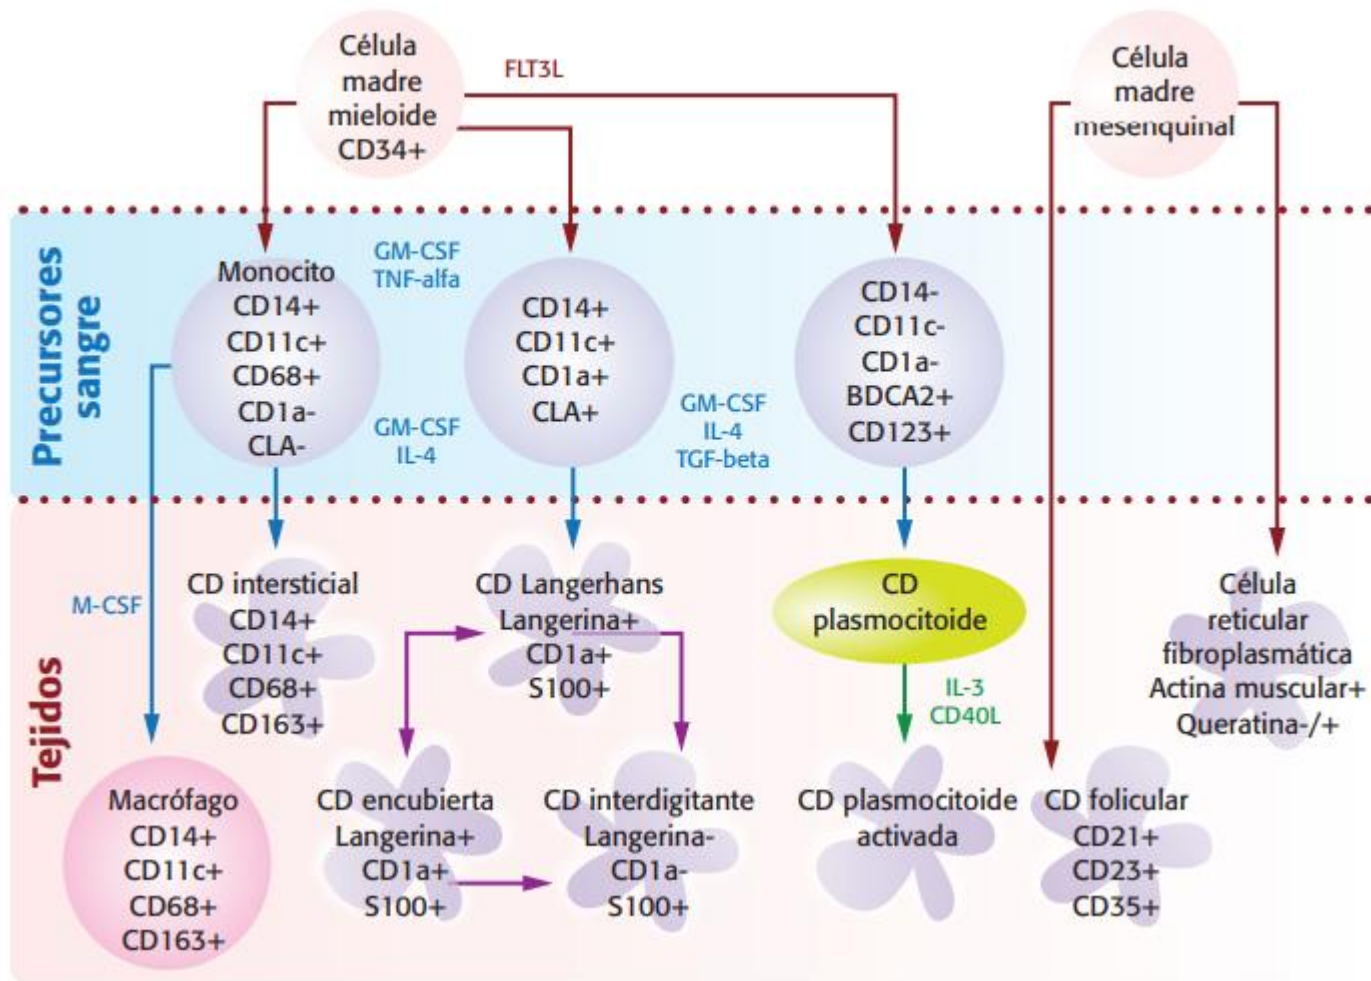 Célula
madre
mieloide
CD34+
FLT3L
Célula
madre
mesenquinal
Precursores
sangre
Monocito
CD14+
CD11c+
CD68+
CD1a-
CLA-
GM-CSF
TNF-alfa
GM-CSF
IL-4
CD14+
CD11c+
CD1a+
CLA+
GM-CSF
IL-4
TGF-beta
CD14-
CD11c-
CD1a-
BDCA2+
CD123+
Tejidos
M-CSF
CD intersticial
CD14+
CD11c+
CD68+
CD163+
CD Langerhans
Langerina+
CD1a+
S100+
CD
plasmocitoide
IL-3
CD40L
Célula
reticular
fibroplasmática
Actina muscular+
Queratina-/+
Macrófago
CD14+
CD11c+
CD68+
CD163+
CD encubierta
Langerina+
CD1a+
S100+
CD interdigitante
Langerina-
CD1a-
S100+
CD plasmocitoide
activada
CD folicular
CD21+
CD23+
CD35+